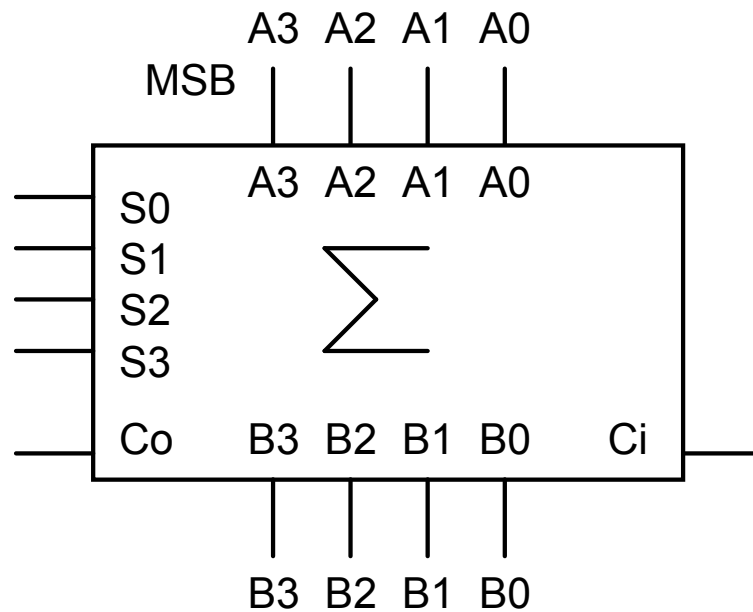 A3 A2 A1 A0
MSB
A3 A2 A1 A0
S0
S1
S2
S3
Co B3 B2 B1 B0 Ci
B3 B2 B1 B0